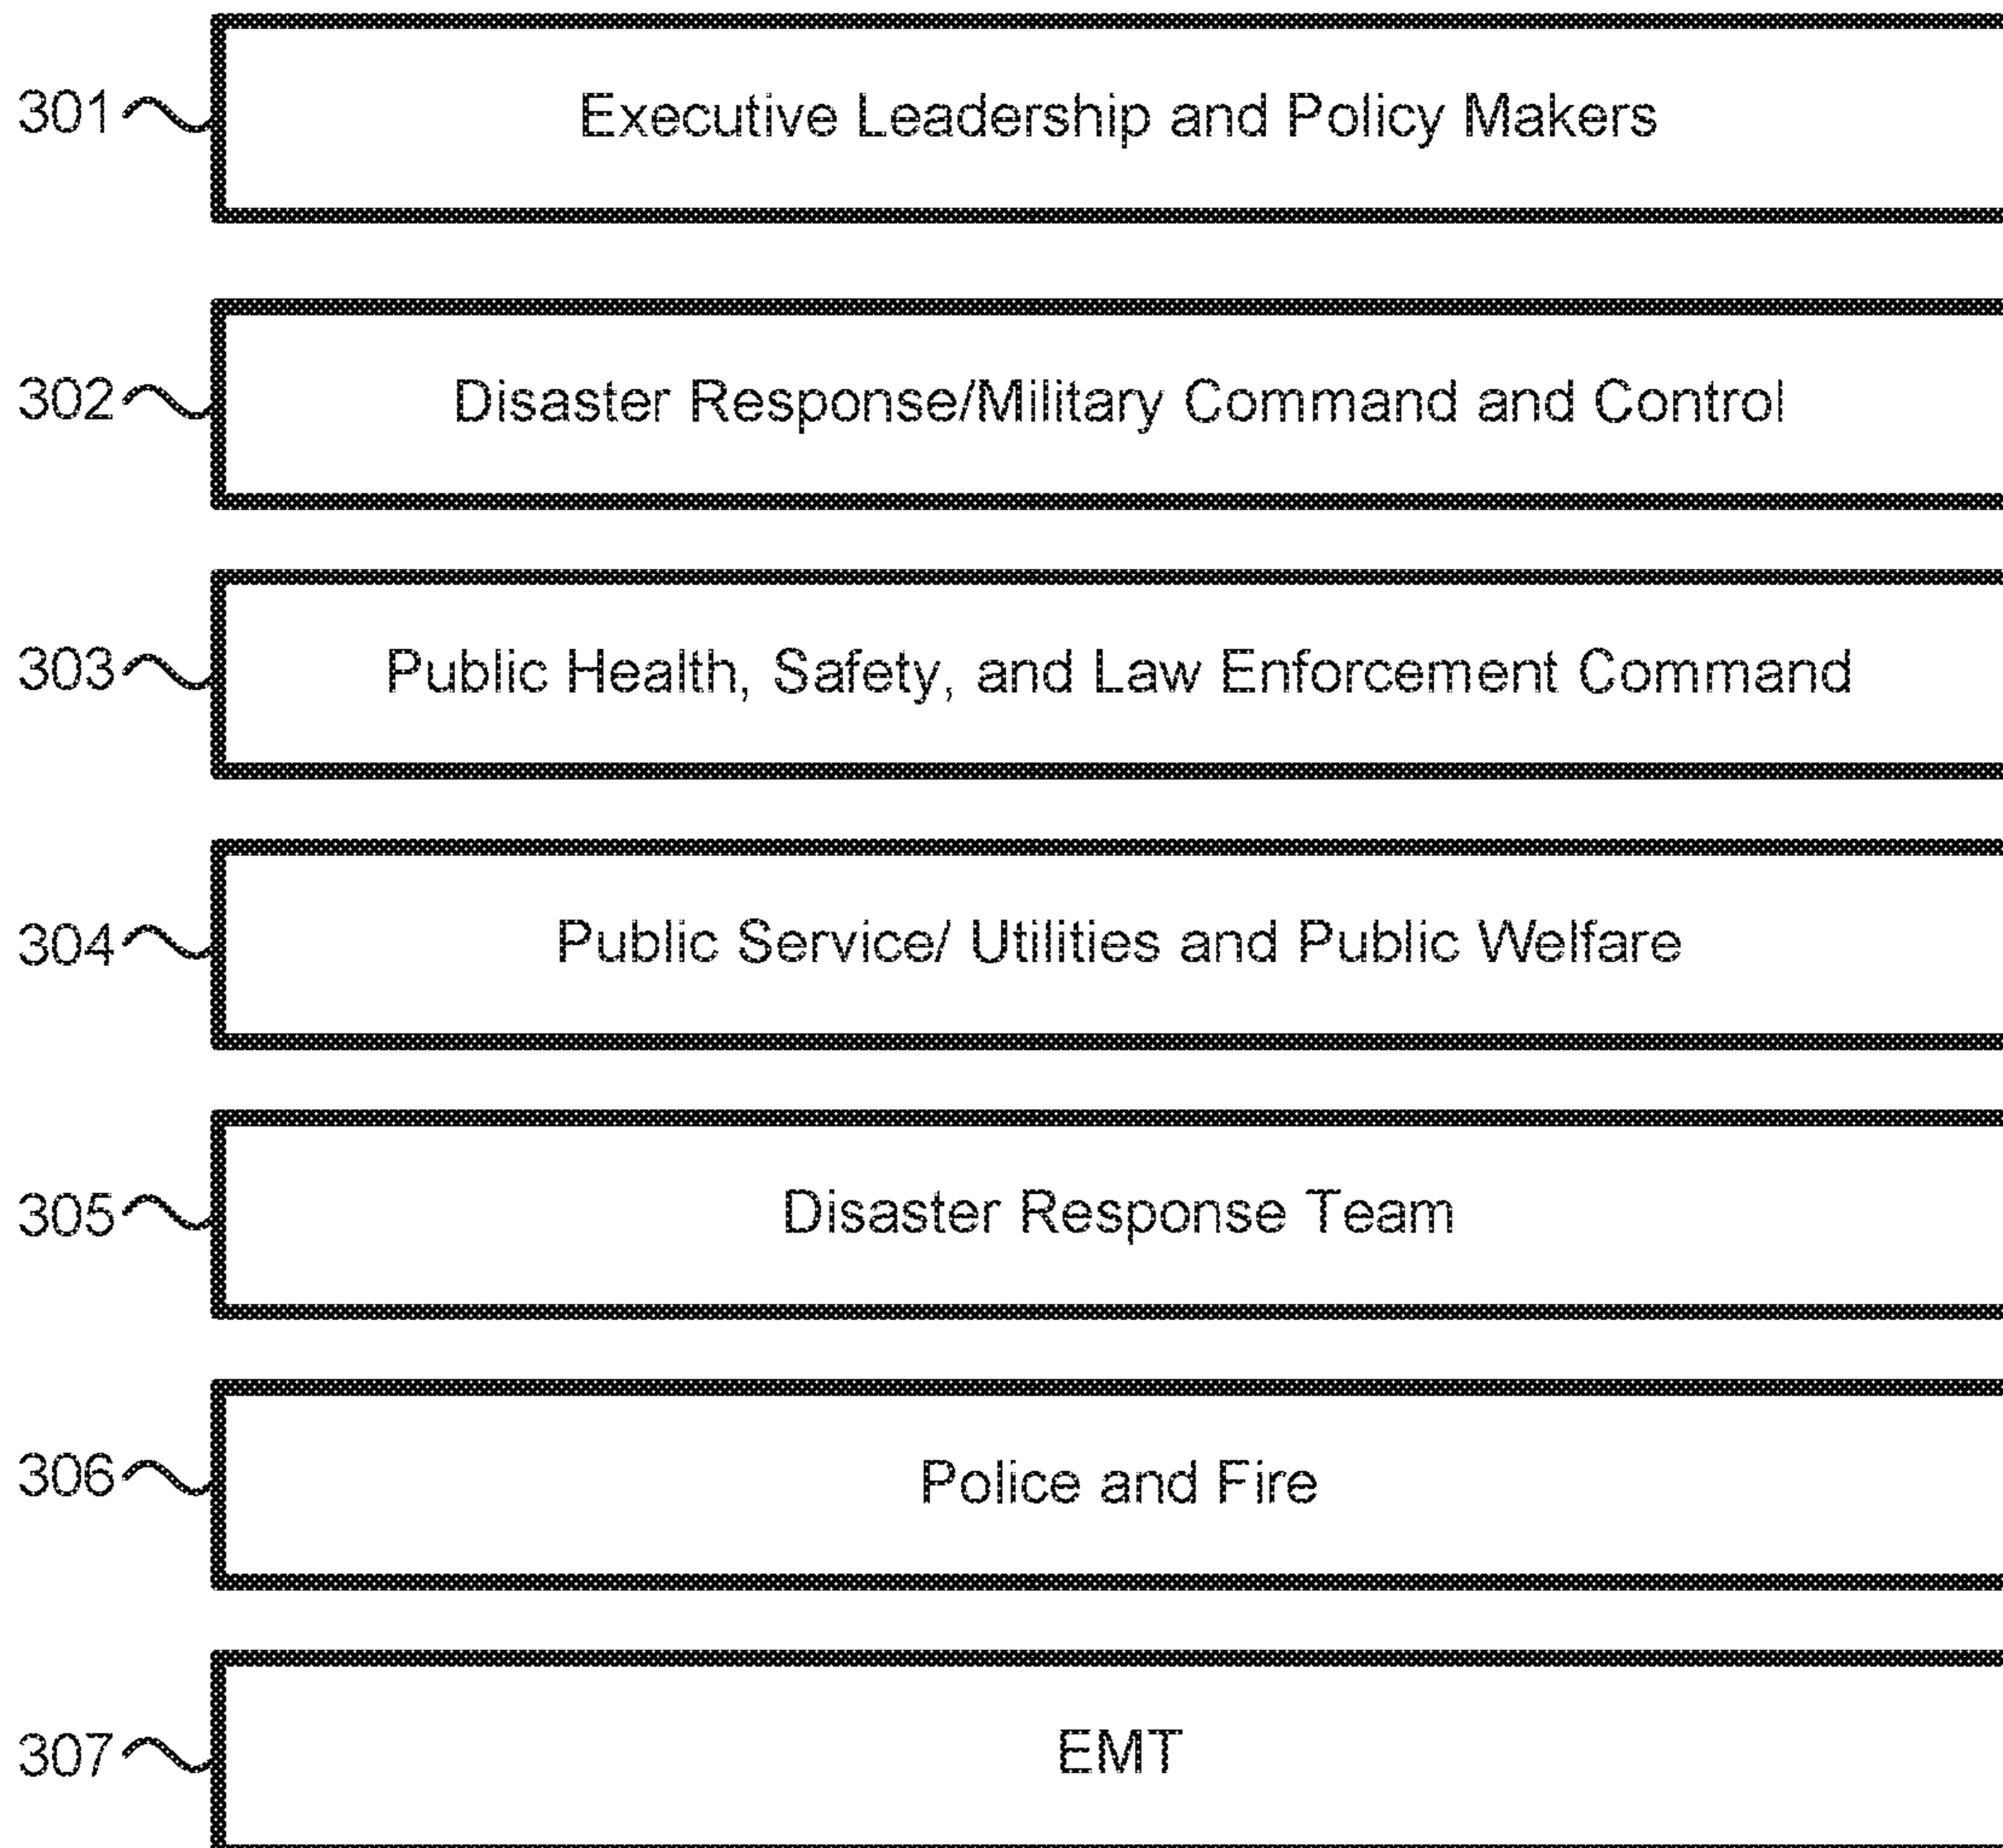 301 Executive Leadership and Policy Makers
302 Disaster Response/Military Command and Control
303 Public Health, Safety, and Law Enforcement Command
304 Public Service/ Utilities and Public Welfare
305 Disaster Response Team
306 Police and Fire
307 EMT